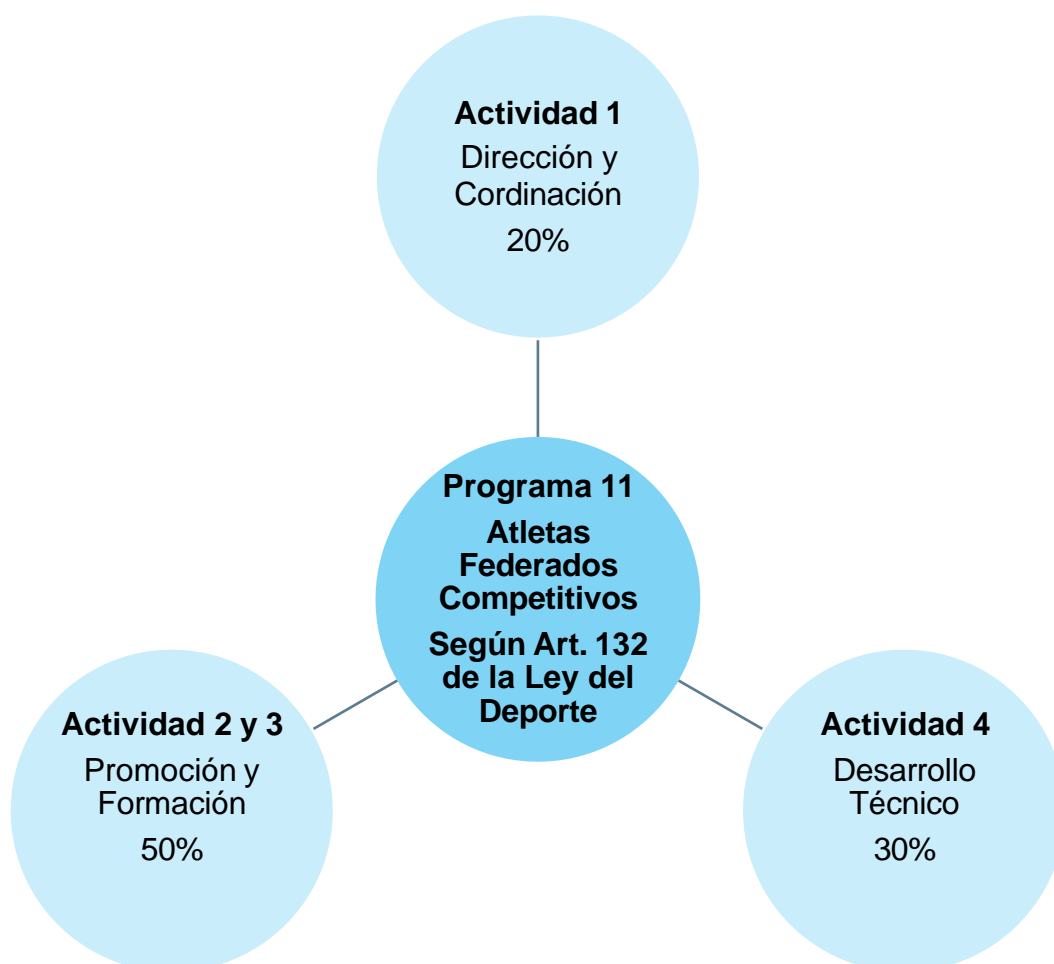 Actividad 1
Dirección y
Cordinación
20%
Programa 11
Atletas
Federados
Competitivos
Según Art. 132
de la Ley del
Deporte
Actividad 2 y 3
Promoción y
Formación
50%
Actividad 4
Desarrollo
Técnico
30%